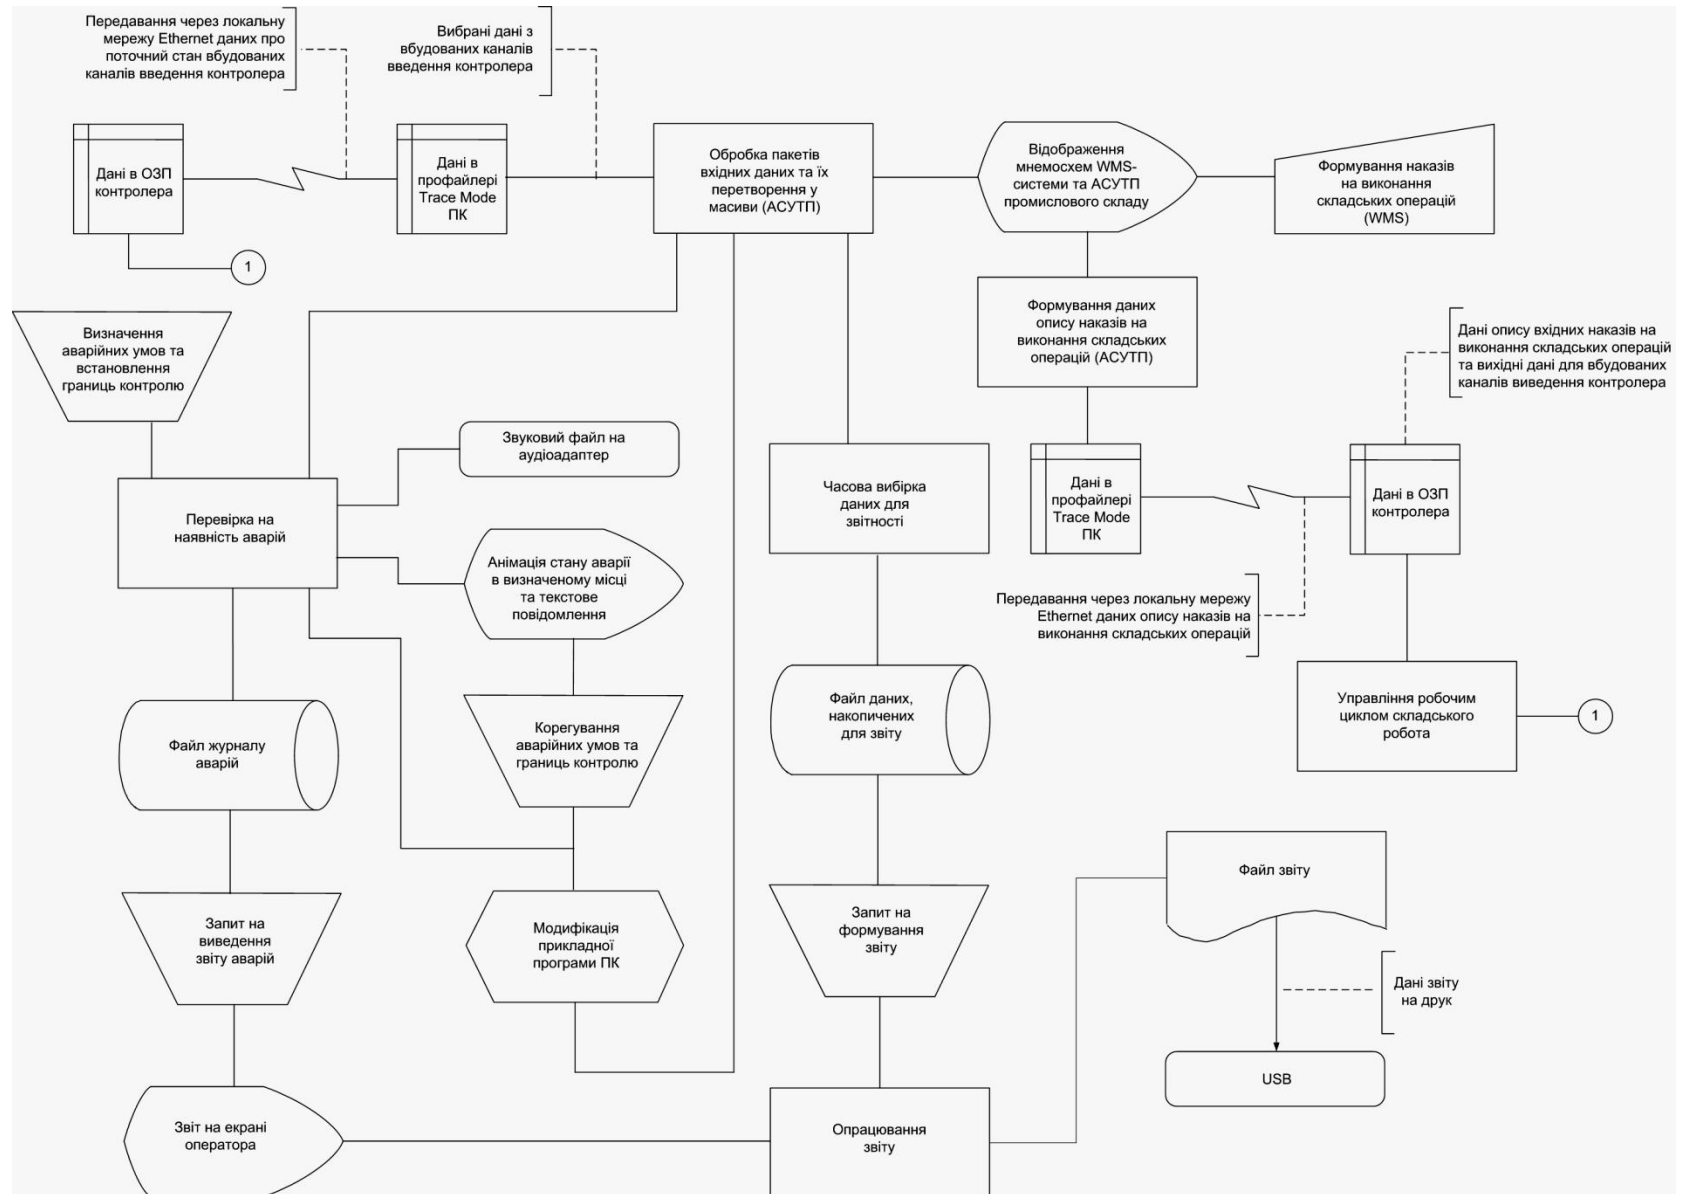 Передавання через локальну
мережу Ethernet даних про
поточний стан вбудованих
каналів введення контролера
Вибрані дані з
вбудованих каналів
введення контролера
Дані в ОЗП
контролера
Дані в
профайлері
Trace Mode
ПК
Обробка пакетів
вхідних даних та їх
перетворення у
масиви (АСУТП)
Відображення
мнемосхем WMS-
системи та АСУТП
промислового складу
Формування наказів
на виконання
складських операцій
(WMS)
1
Визначення
аварійних умов та
встановлення
границь контролю
Формування даних
опису наказів на
виконання складських
операцій (АСУТП)
Дані опису вхідних наказів на
виконання складських операцій
та вихідні дані для вбудованих
каналів виведення контролера
Звуковий файл на
аудіоадаптер
Перевірка на
наявність аварій
Часова вибірка
даних для
звітності
Дані в
профайлері
Trace Mode
ПК
Дані в ОЗП
контролера
Анімація стану аварії
в визначеному місці
та текстове
повідомлення
Передавання через локальну мережу
Ethernet даних опису наказів на
виконання складських операцій
Файл журналу
аварій
Корегування
аварійних умов та
границь контролю
Файл даних,
накопичених
для звіту
Управління робочим
циклом складського
робота
1
Запит на
виведення
звіту аварій
Модифікація
прикладної
програми ПК
Запит на
формування
звіту
Файл звіту
Дані звіту
на друк
USB
Звіт на екрані
оператора
Опрацювання
звіту